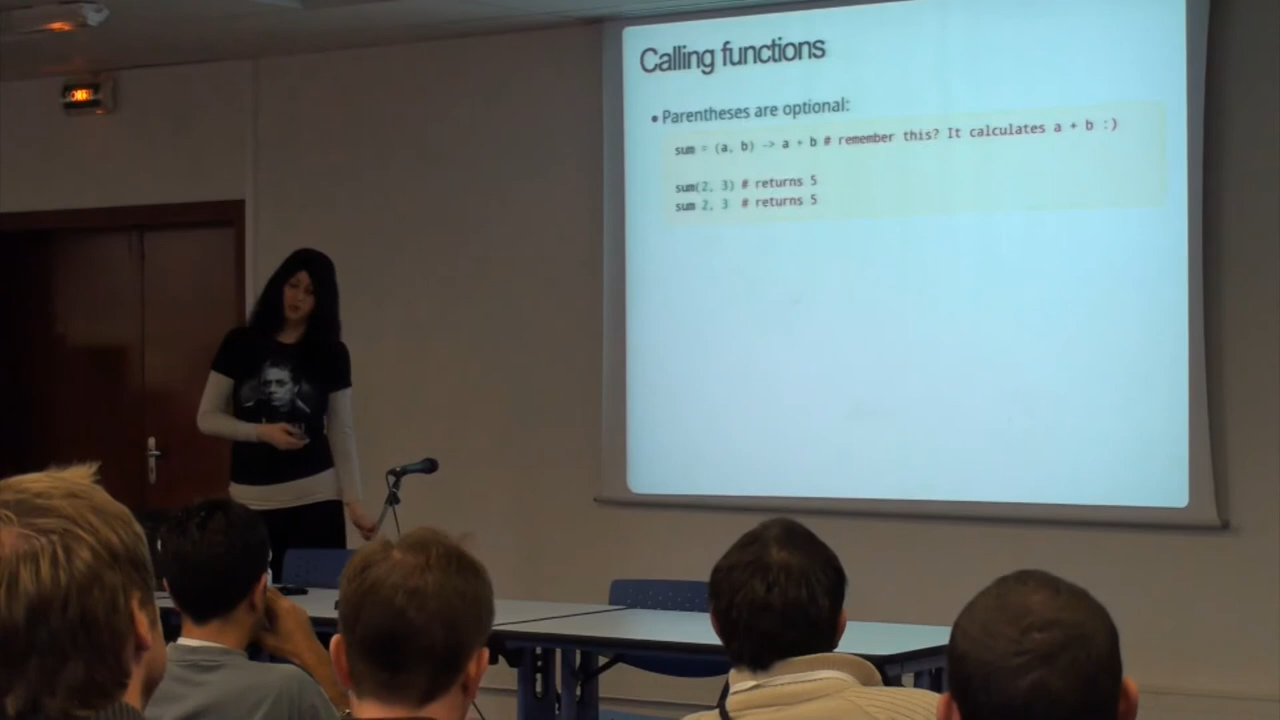 Calling functions
• Parentheses are optional:
sum = (a, b) -> a + b # remember this? It calculates a + b :)
sum(2, 3) # returns 5
sum 2, 3 # returns 5